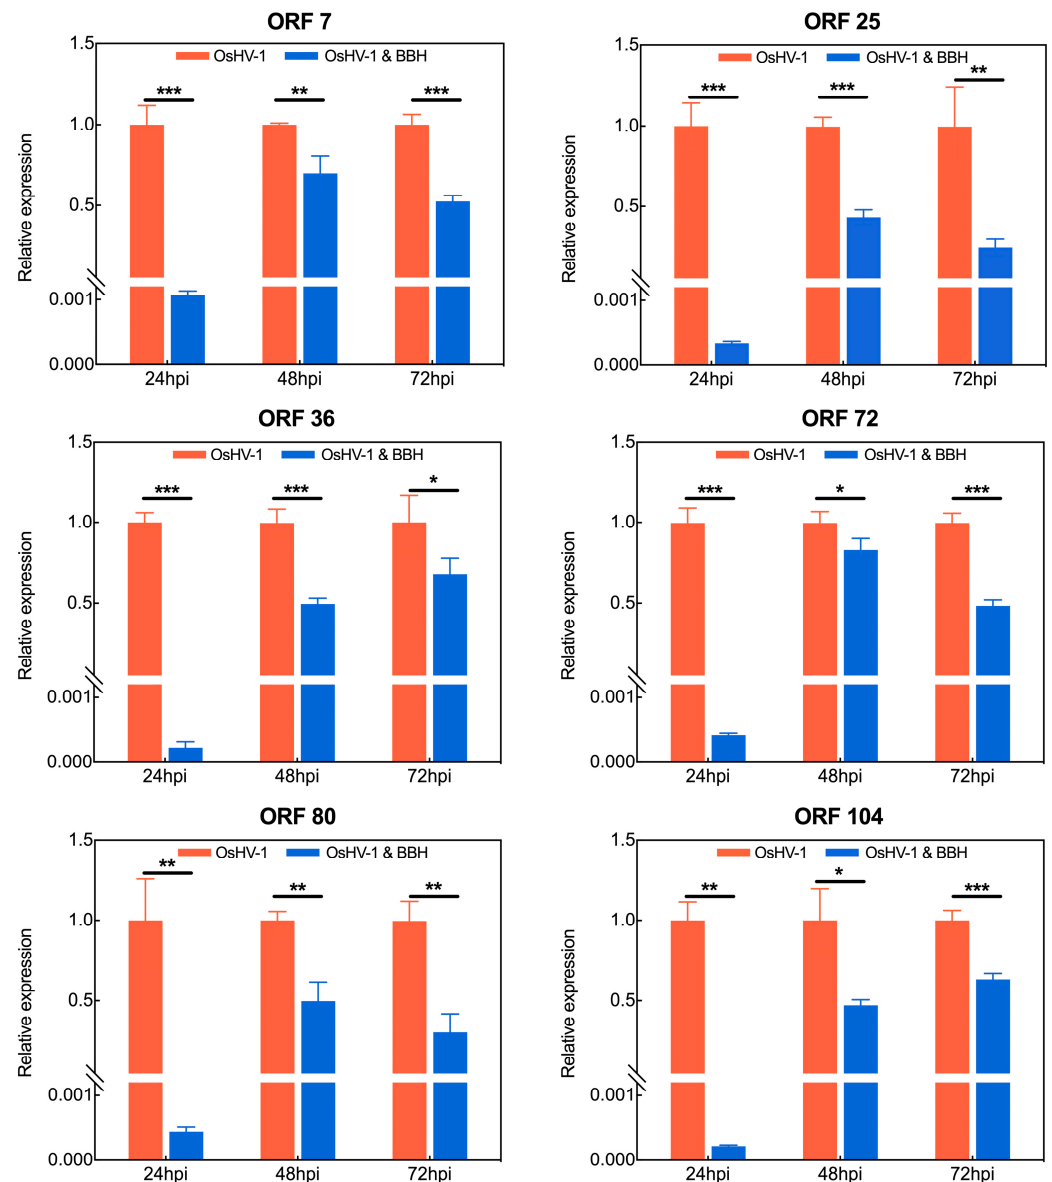 ORF 7
1.5
OsHV-1 OsHV-1 & BBH
*** ** ***
1.0
0.5
0.001
0.000
Relative expression
24hpi 48hpi 72hpi
ORF 25
1.5
OsHV-1 OsHV-1 & BBH
*** *** **
1.0
0.5
0.001
0.000
Relative expression
24hpi 48hpi 72hpi
ORF 36
1.5
OsHV-1 OsHV-1 & BBH
*** *** *
1.0
0.5
0.001
0.000
Relative expression
24hpi 48hpi 72hpi
ORF 72
1.5
OsHV-1 OsHV-1 & BBH
*** * ***
1.0
0.5
0.001
0.000
Relative expression
24hpi 48hpi 72hpi
ORF 80
1.5
OsHV-1 OsHV-1 & BBH
** ** **
1.0
0.5
0.001
0.000
Relative expression
24hpi 48hpi 72hpi
ORF 104
1.5
OsHV-1 OsHV-1 & BBH
** * ***
1.0
0.5
0.001
0.000
Relative expression
24hpi 48hpi 72hpi